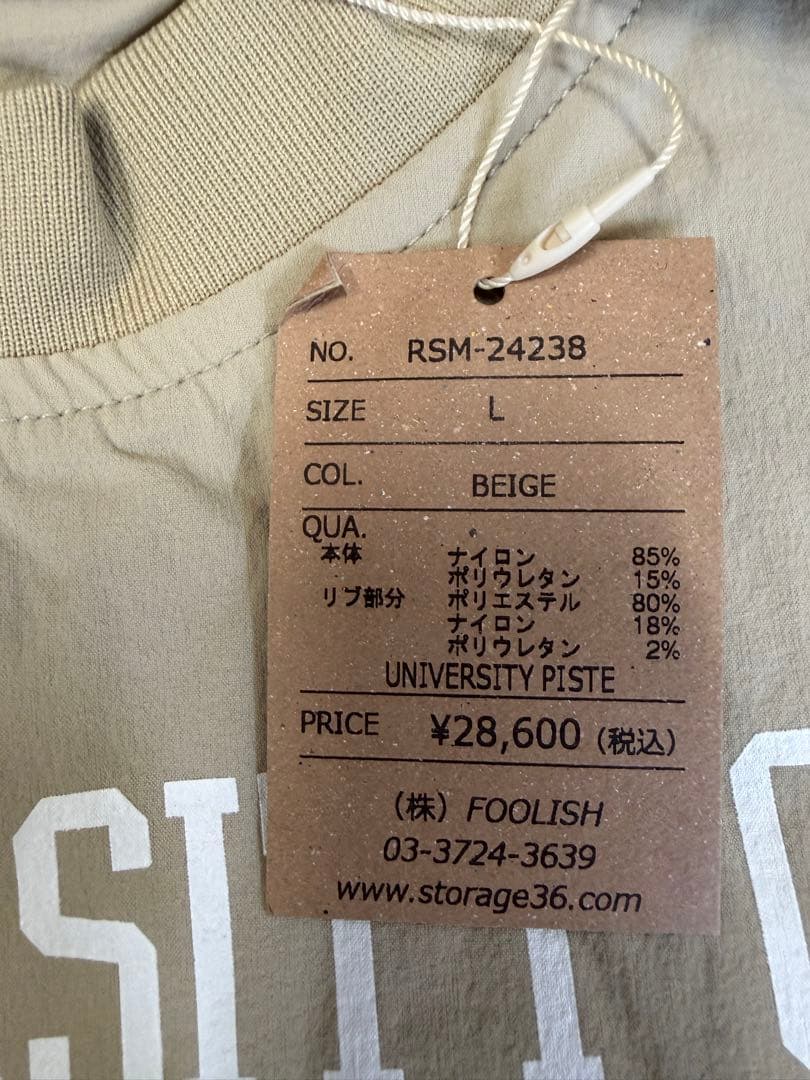 NO. RSM-24238
SIZE L
COL. BEIGE
QUA.
本体 ナイロン 85%
ポリウレタン 15%
リブ部分 ポリエステル 80%
ナイロン 18%
ポリウレタン 2%
UNIVERSITY PISTE
PRICE ¥28,600 (税込)
(株) FOOLISH
03-3724-3639
www.storage36.com
SITY